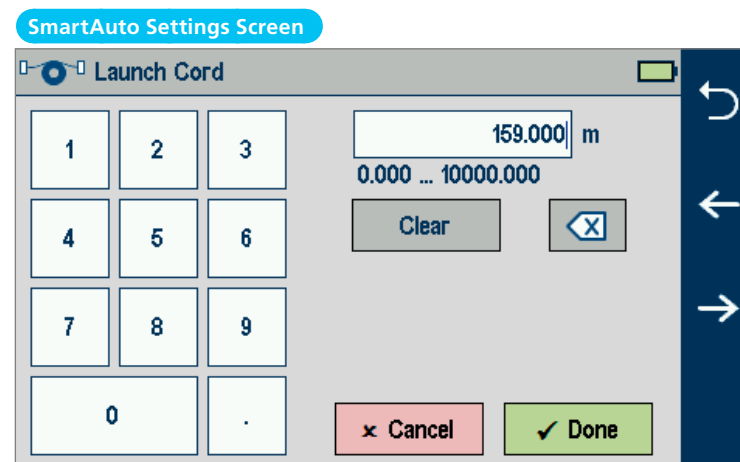 SmartAuto Settings Screen
Launch Cord
1 2 3
159.000 m
0.000 ... 10000.000
4 5 6
Clear
7 8 9
0 .
Cancel
Done